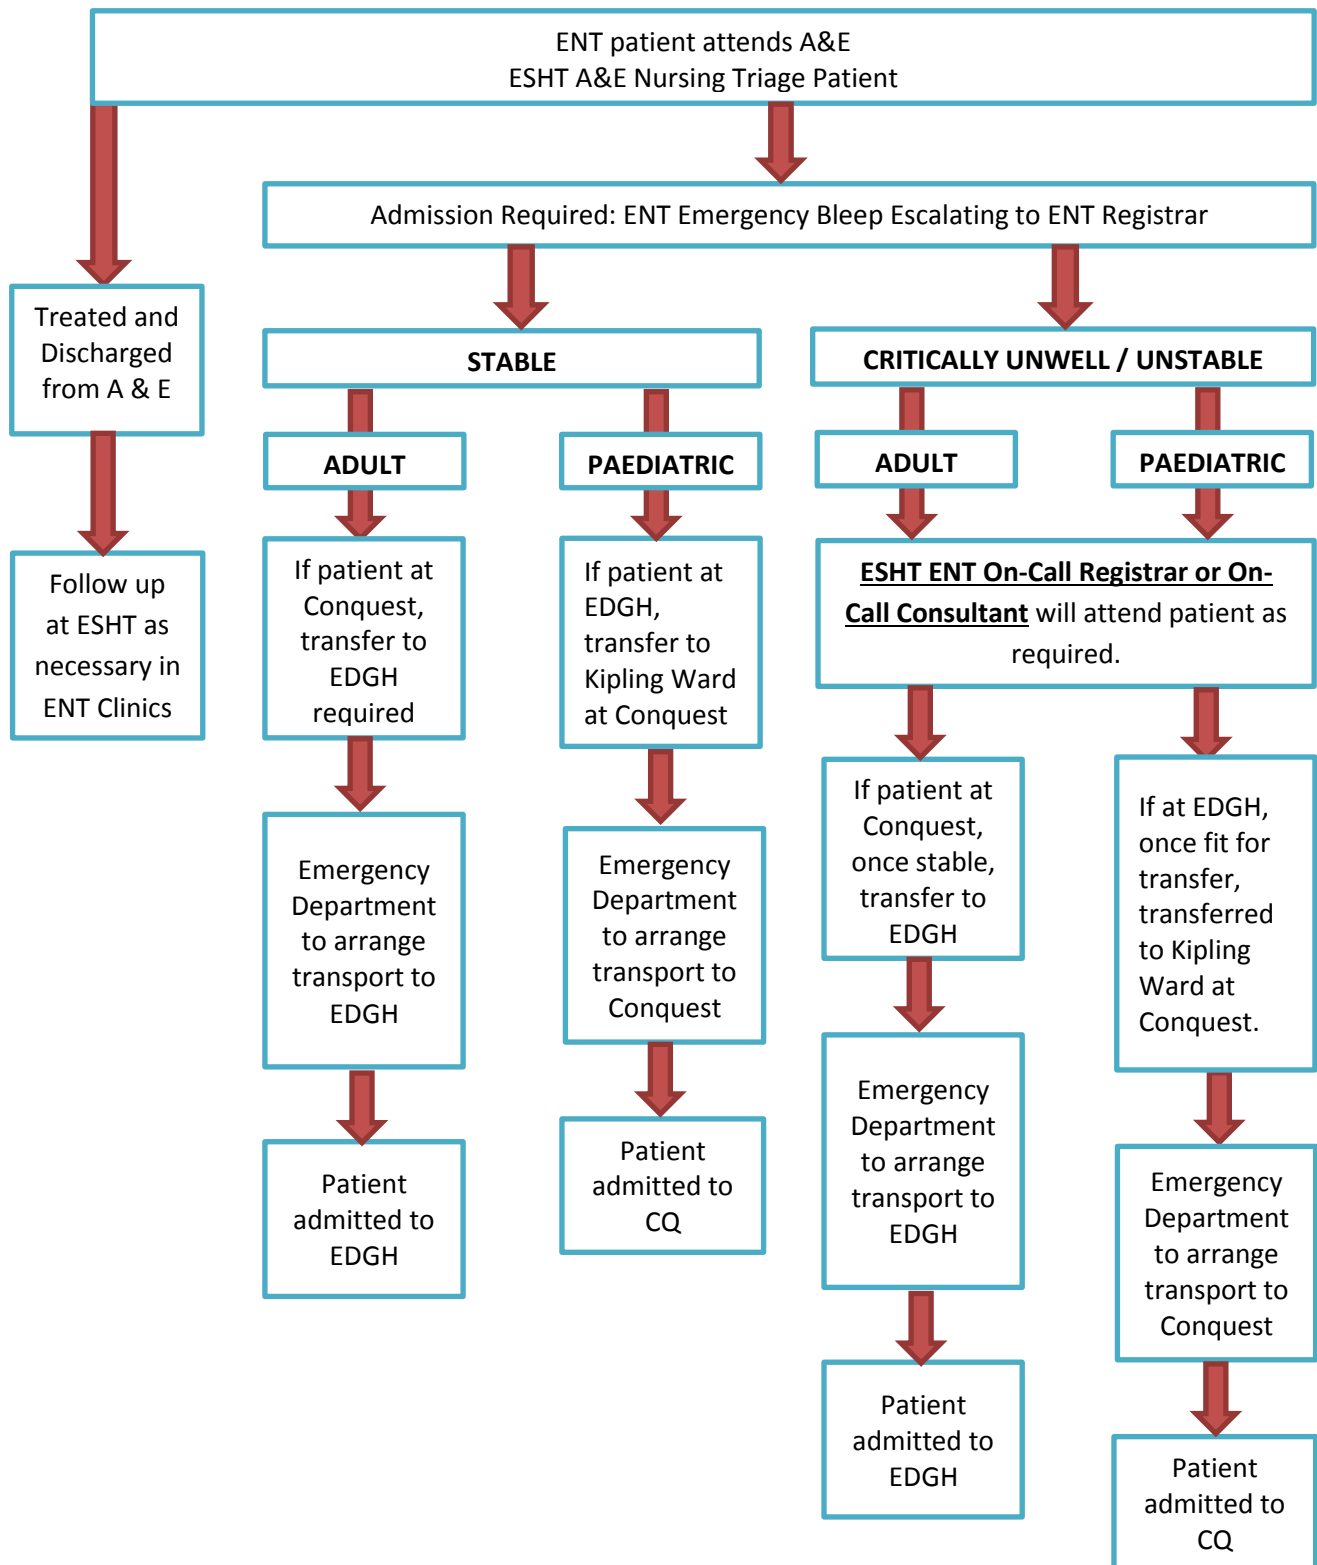 ENT patient attends A&E
ESHT A&E Nursing Triage Patient
Admission Required: ENT Emergency Bleep Escalating to ENT Registrar
Treated and
Discharged
from A & E
Follow up
at ESHT as
necessary in
ENT Clinics
STABLE
ADULT
If patient at
Conquest,
transfer to
EDGH
required
Emergency
Department
to arrange
transport to
EDGH
Patient
admitted to
EDGH
PAEDIATRIC
If patient at
EDGH,
transfer to
Kipling Ward
at Conquest
Emergency
Department
to arrange
transport to
Conquest
Patient
admitted to
CQ
CRITICALLY UNWELL / UNSTABLE
ADULT
PAEDIATRIC
ESHT ENT On-Call Registrar or On-
Call Consultant will attend patient as
required.
If patient at
Conquest,
once stable,
transfer to
EDGH
Emergency
Department
to arrange
transport to
EDGH
Patient
admitted to
EDGH
If at EDGH,
once fit for
transfer,
transferred
to Kipling
Ward at
Conquest.
Emergency
Department
to arrange
transport to
Conquest
Patient
admitted to
CQ